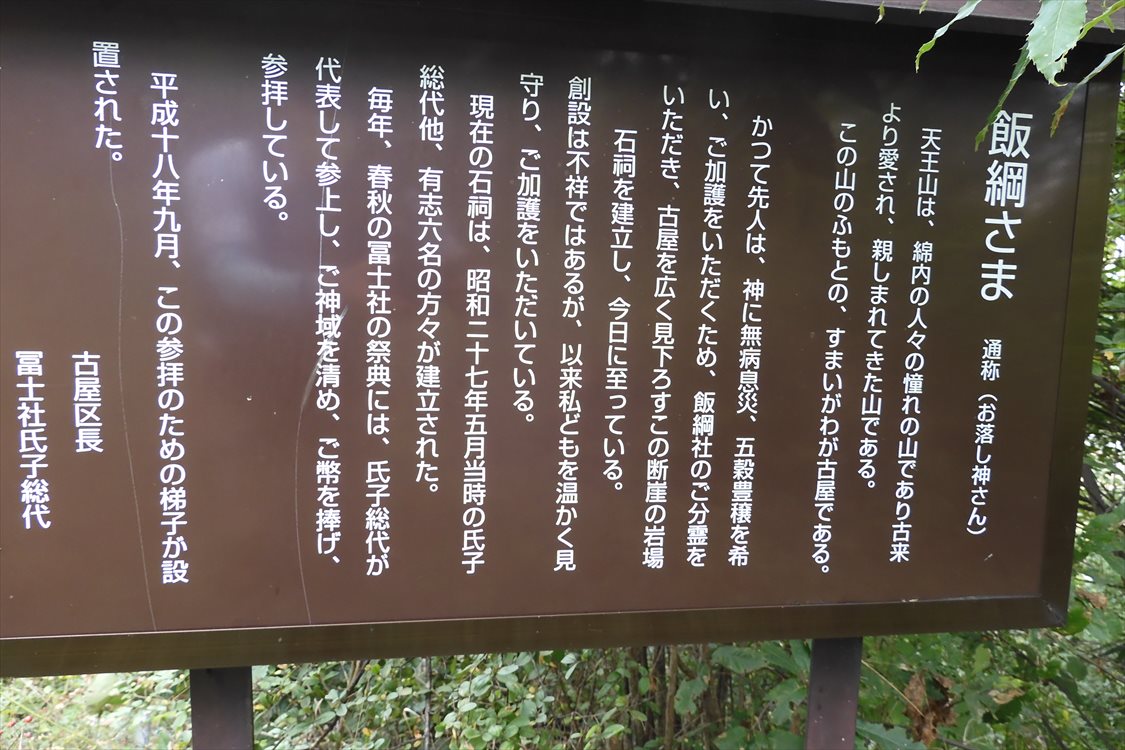 飯綱さま 通称（お落し神さん）
天王山は、綿内の人々の憧れの山であり古来
より愛され、親しまれてきた山である。
この山のふもとの、すまいがわが古屋である。
かつて先人は、神に無病息災、五穀豊穣を希
い、ご加護をいただくため、飯綱社のご分霊を
いただき、古屋を広く見下ろすこの断崖の岩場
石祠を建立し、今日に至っている。
創設は不祥ではあるが、以来私どもを温かく見
守り、ご加護をいただいている。
現在の石祠は、昭和二十七年五月当時の氏子
総代他、有志六名の方々が建立された。
毎年、春秋の冨士社の祭典には、氏子総代が
代表して参上し、ご神域を清め、ご幣を捧げ、
参拝している。
平成十八年九月、この参拝のための梯子が設
置された。
古屋区長
冨士社氏子総代